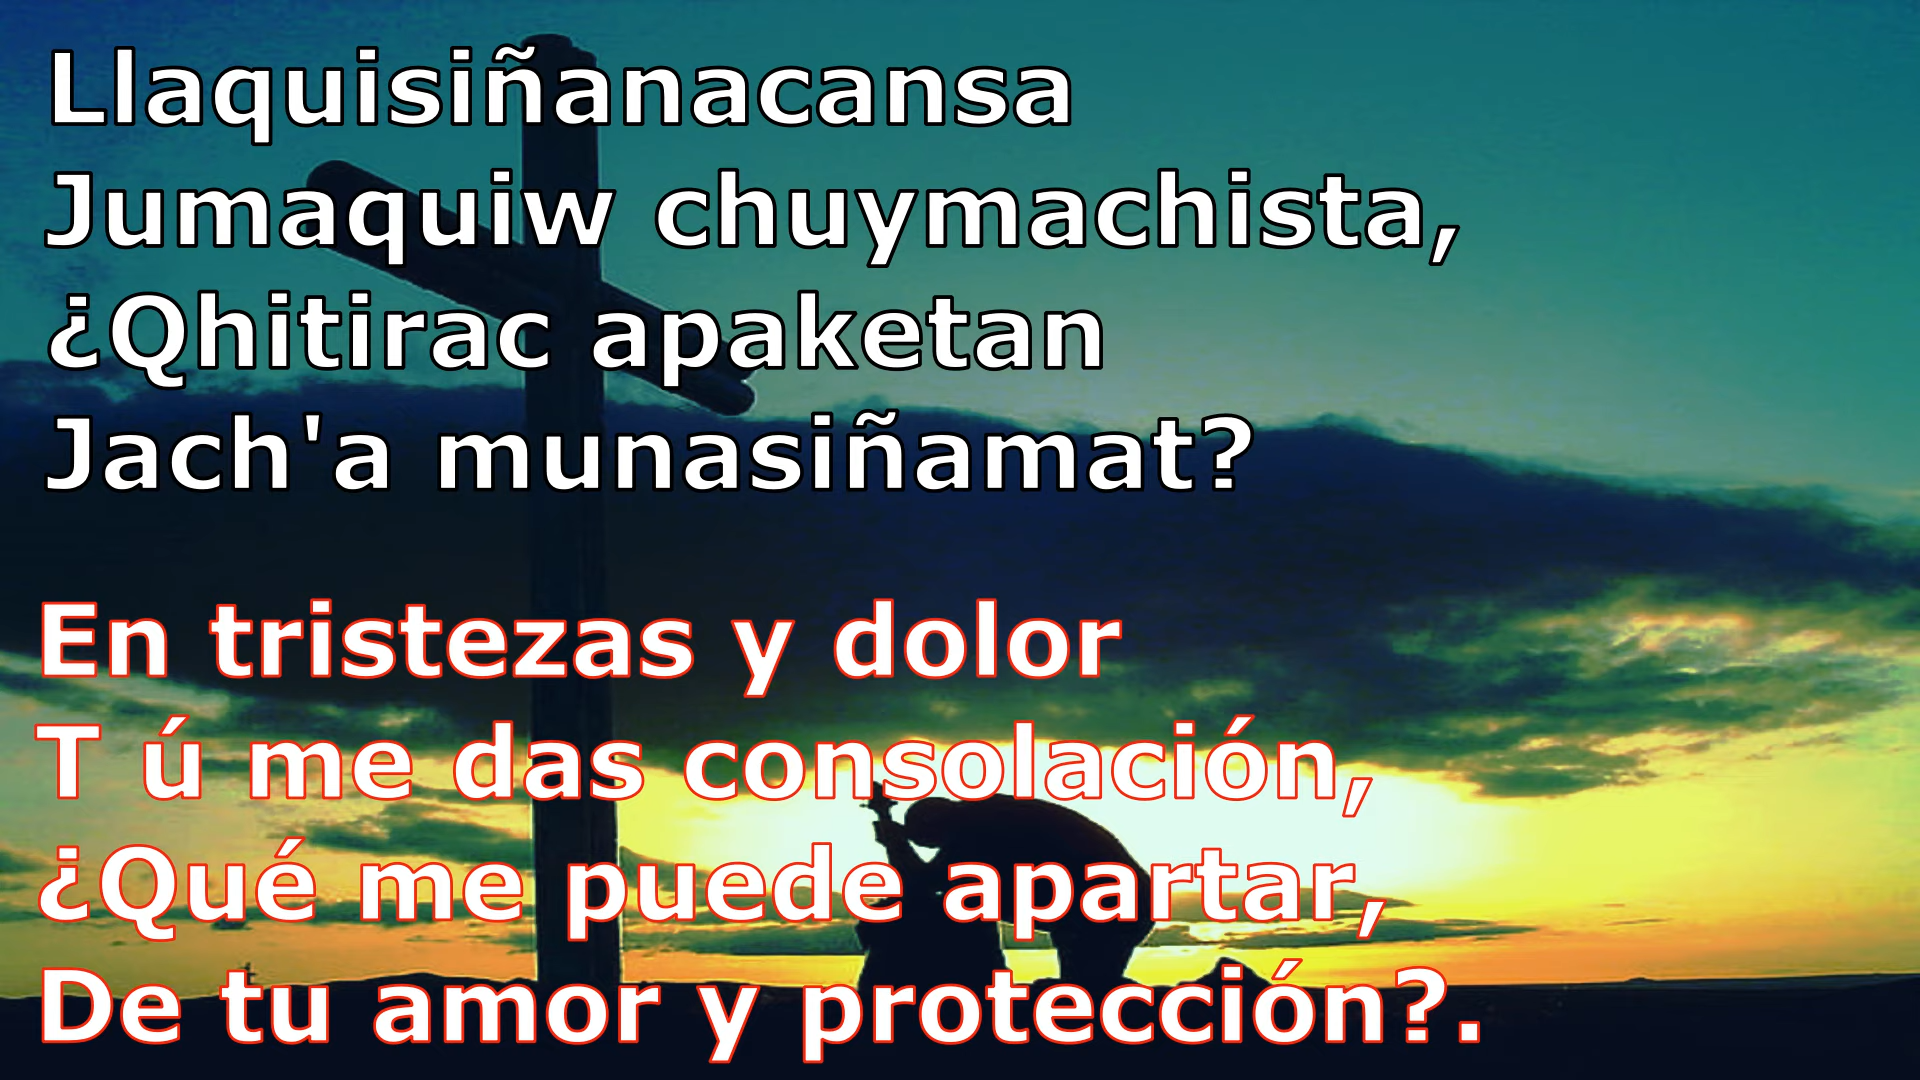 Llaquisiñanacansa
Jumaquiw chuymachista,
¿Qhitirac apaketan
Jach'a munasiñamat?
En tristezas y dolor
T ú me das consolación,
¿Qué me puede apartar,
De tu amor y protección?.